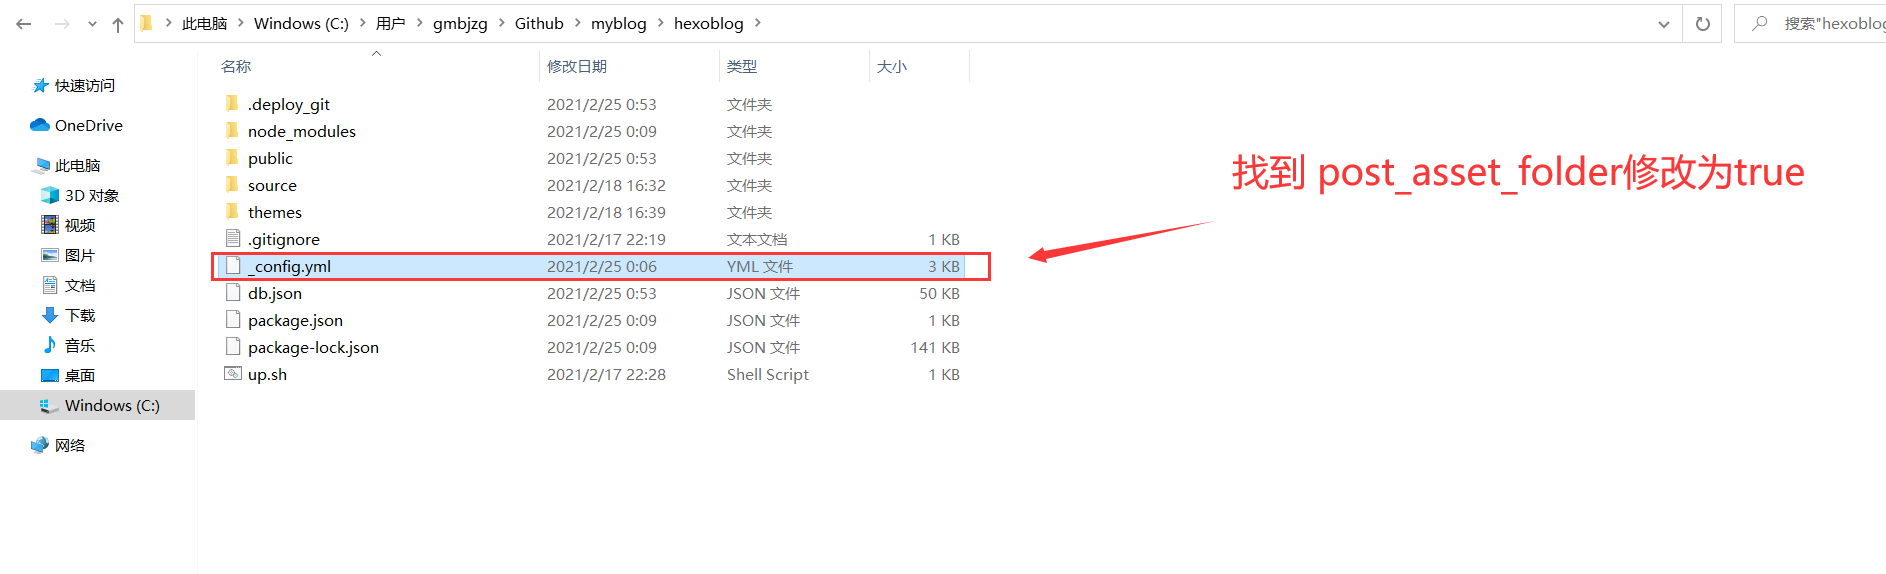 此电脑 > Windows (C:) > 用户 > gmbjzg > Github > myblog > hexoblog >
搜索"hexoblog
名称 修改日期 类型 大小
快速访问
OneDrive
此电脑
3D 对象
视频
图片
文档
下载
音乐
桌面
Windows (C:)
网络
.deploy_git 2021/2/25 0:53 文件夹
node_modules 2021/2/25 0:09 文件夹
public 2021/2/25 0:53 文件夹
source 2021/2/18 16:32 文件夹
themes 2021/2/18 16:39 文件夹
.gitignore 2021/2/17 22:19 文本文档 1 KB
_config.yml 2021/2/25 0:06 YML 文件 3 KB
db.json 2021/2/25 0:53 JSON 文件 50 KB
package.json 2021/2/25 0:09 JSON 文件 1 KB
package-lock.json 2021/2/25 0:09 JSON 文件 141 KB
up.sh 2021/2/17 22:28 Shell Script 1 KB
找到 post_asset_folder修改为true